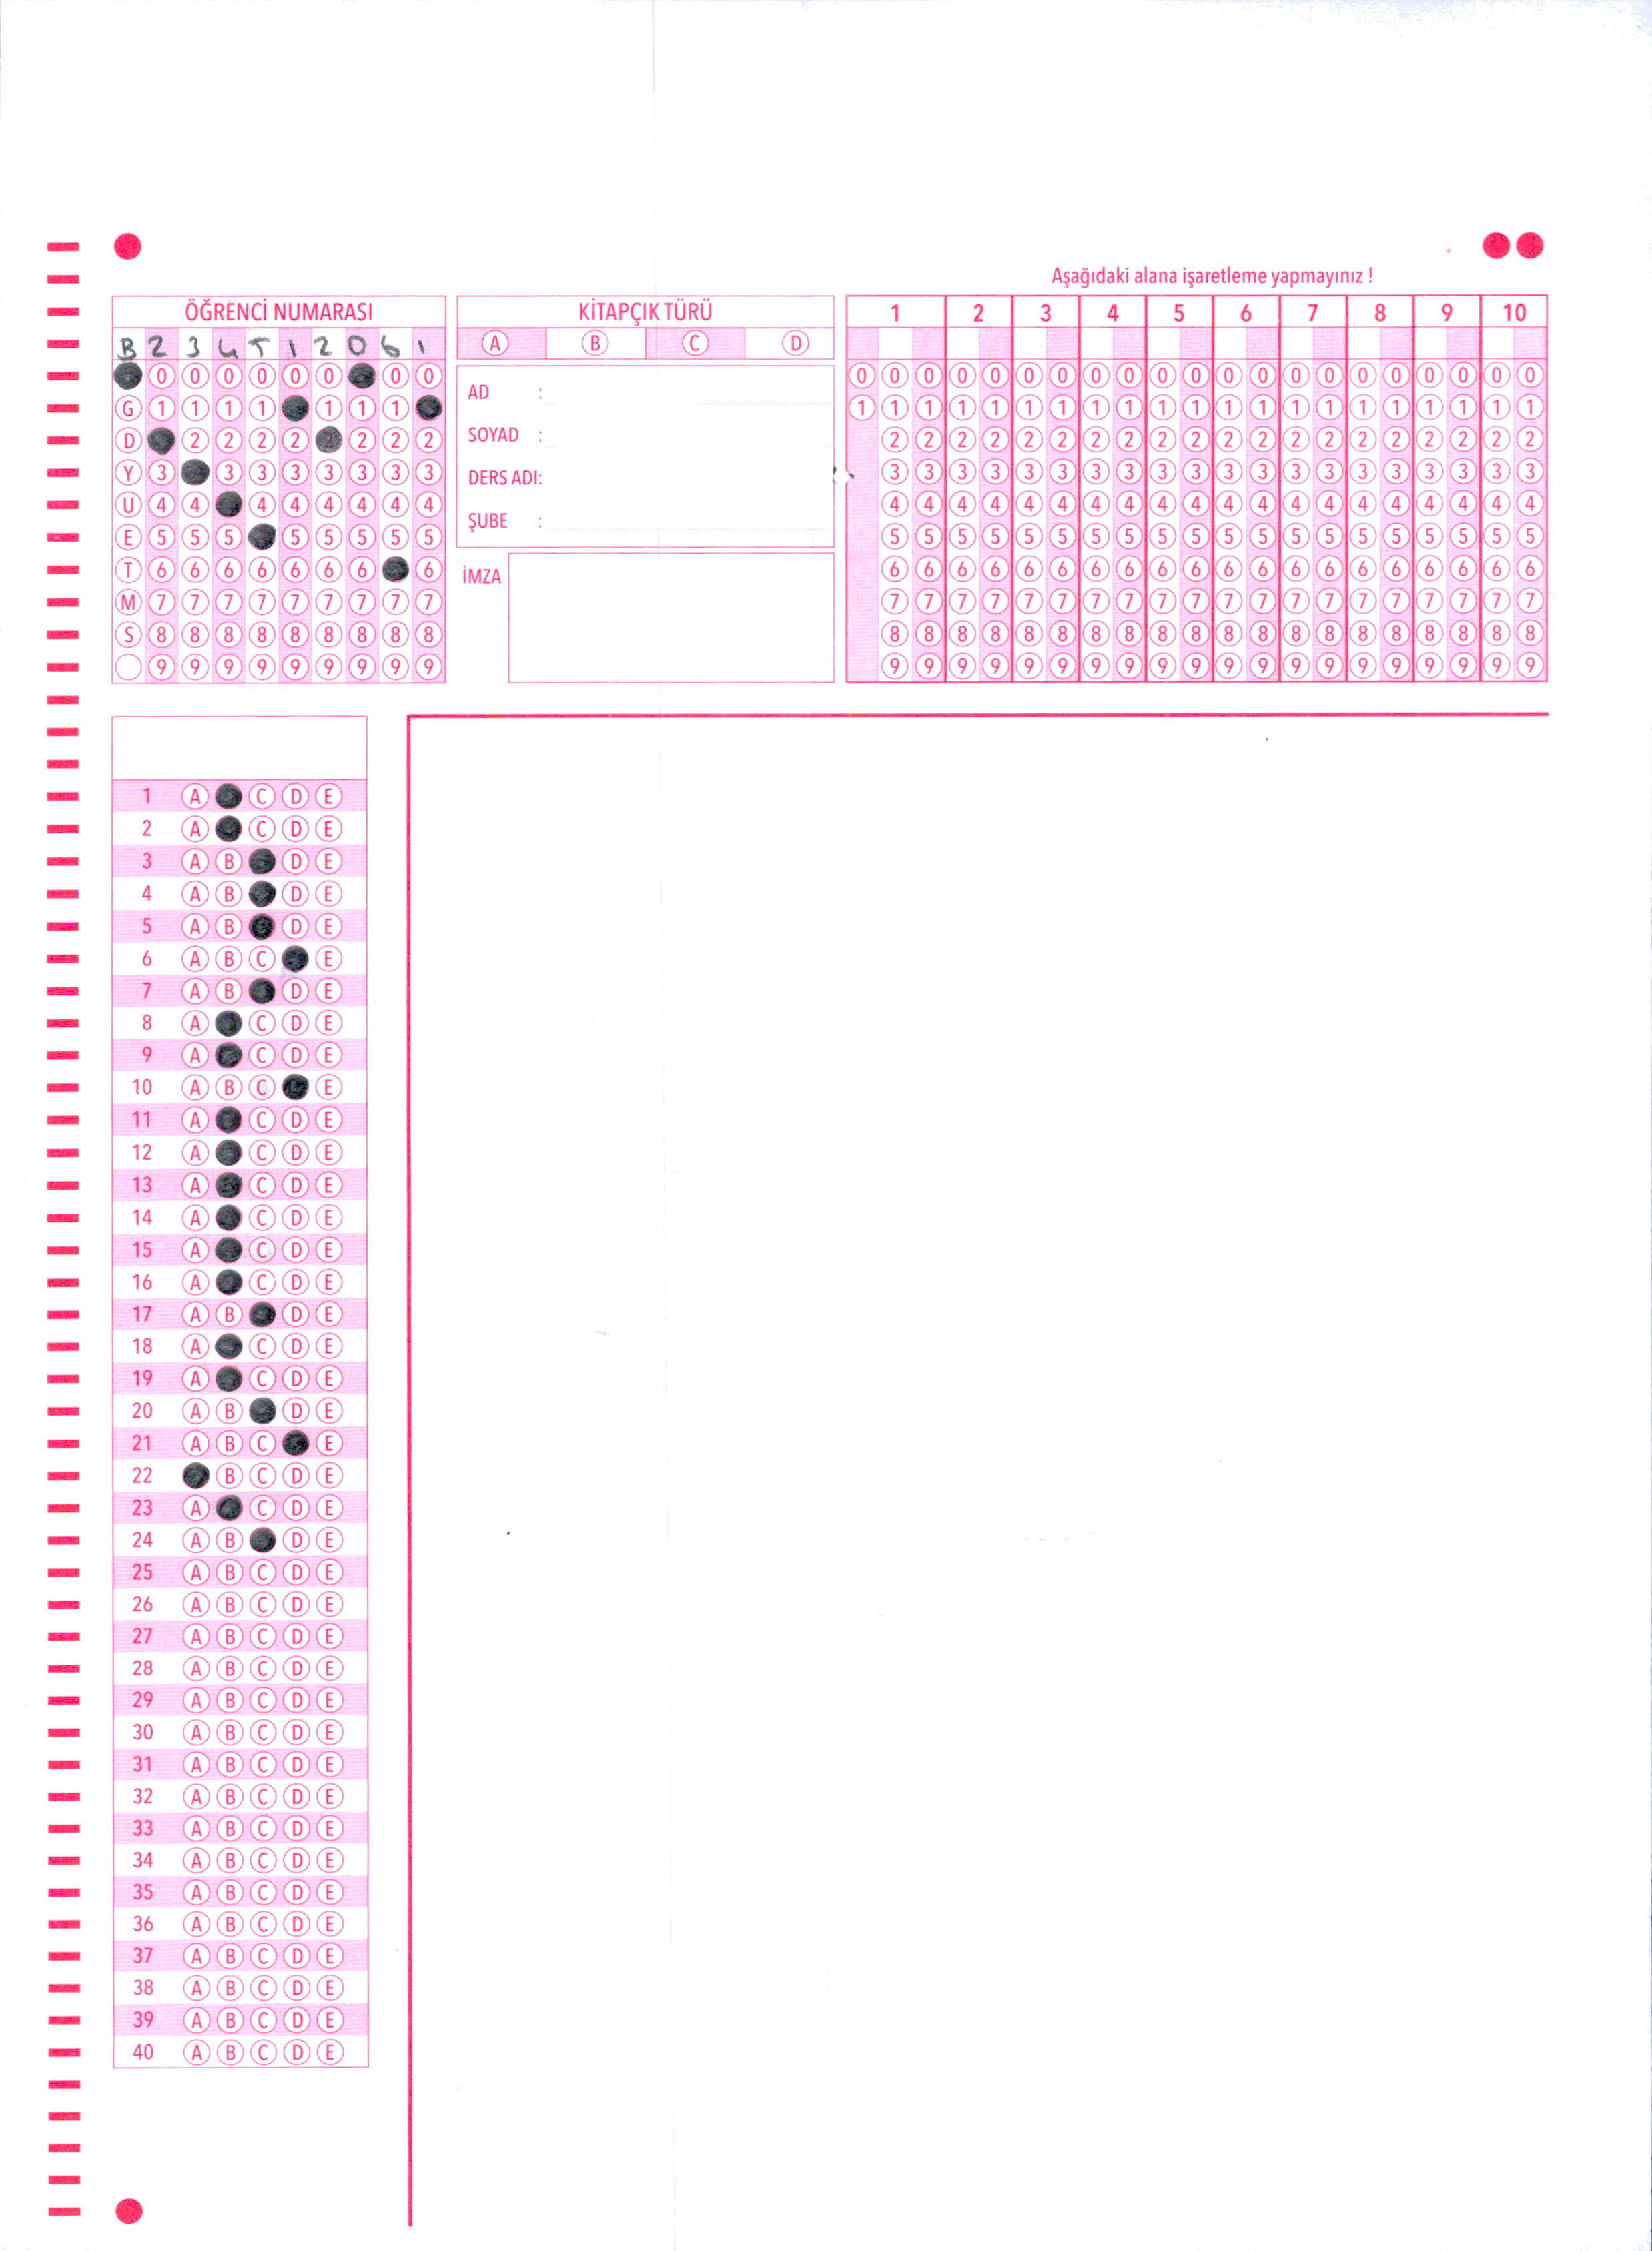 Aşağıdaki alana işaretleme yapmayınız !
ÖĞRENCİ NUMARASI
B 2 3 4 5 1 2 0 6 1
0 0 0 0 0 0 0 0
G 1 1 1 1 1 1 1
D 2 2 2 2 2 2 2
Y 3 3 3 3 3 3 3 3
U 4 4 4 4 4 4 4 4
E 5 5 5 5 5 5 5 5
T 6 6 6 6 6 6 6 6
M 7 7 7 7 7 7 7 7 7
S 8 8 8 8 8 8 8 8 8
9 9 9 9 9 9 9 9 9
KİTAPÇIK TÜRÜ
A B C D
AD :
SOYAD :
DERS ADI:
ŞUBE :
İMZA
1 2 3 4 5 6 7 8 9 10
0 0 0 0 0 0 0 0 0 0 0 0 0 0 0 0 0 0 0 0 0
1 1 1 1 1 1 1 1 1 1 1 1 1 1 1 1 1 1 1 1 1
2 2 2 2 2 2 2 2 2 2 2 2 2 2 2 2 2 2 2 2
3 3 3 3 3 3 3 3 3 3 3 3 3 3 3 3 3 3 3 3
4 4 4 4 4 4 4 4 4 4 4 4 4 4 4 4 4 4 4 4
5 5 5 5 5 5 5 5 5 5 5 5 5 5 5 5 5 5 5 5
6 6 6 6 6 6 6 6 6 6 6 6 6 6 6 6 6 6 6 6
7 7 7 7 7 7 7 7 7 7 7 7 7 7 7 7 7 7 7 7
8 8 8 8 8 8 8 8 8 8 8 8 8 8 8 8 8 8 8 8
9 9 9 9 9 9 9 9 9 9 9 9 9 9 9 9 9 9 9 9
1 A C D E
2 A C D E
3 A B D E
4 A B D E
5 A B D E
6 A B C E
7 A B D E
8 A C D E
9 A C D E
10 A B C E
11 A C D E
12 A C D E
13 A C D E
14 A C D E
15 A C D E
16 A C D E
17 A B D E
18 A C D E
19 A C D E
20 A B D E
21 A B C E
22 B C D E
23 A C D E
24 A B D E
25 A B C D E
26 A B C D E
27 A B C D E
28 A B C D E
29 A B C D E
30 A B C D E
31 A B C D E
32 A B C D E
33 A B C D E
34 A B C D E
35 A B C D E
36 A B C D E
37 A B C D E
38 A B C D E
39 A B C D E
40 A B C D E